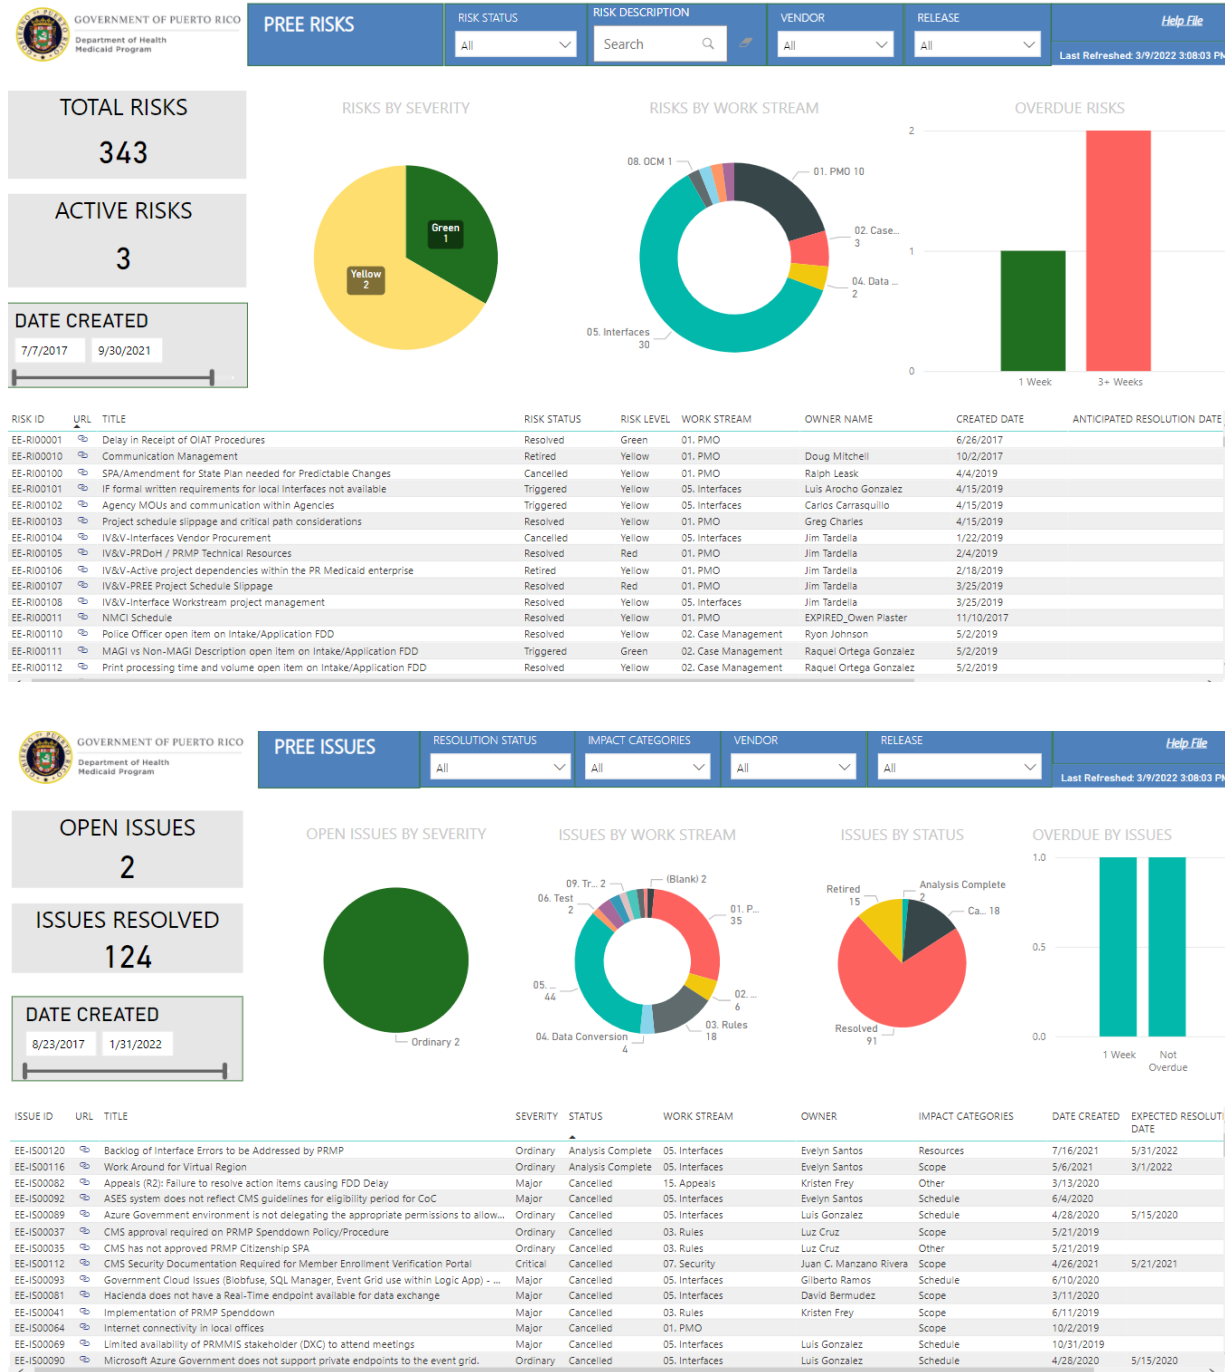 GOVERNMENT OF PUERTO RICO
Department of Health
Medicaid Program
PREE RISKS
RISK STATUS
All
RISK DESCRIPTION
Search
VENDOR
All
RELEASE
All
Help File
Last Refreshed: 3/9/2022 3:08:03 PM
TOTAL RISKS
343
ACTIVE RISKS
3
DATE CREATED
7/7/2017 9/30/2021
RISKS BY SEVERITY
Green
1
Yellow
2
RISKS BY WORK STREAM
08. OCM 1
01. PMO 10
02. Case...
3
04. Data ...
2
05. Interfaces
30
OVERDUE RISKS
2
1
0
1 Week 3+ Weeks
RISK ID URL TITLE RISK STATUS RISK LEVEL WORK STREAM OWNER NAME CREATED DATE ANTICIPATED RESOLUTION DATE
EE-RI00001 Delay in Receipt of OIAT Procedures Resolved Green 01. PMO 6/26/2017
EE-RI00010 Communication Management Retired Yellow 01. PMO Doug Mitchell 10/2/2017
EE-RI00100 SPA/Amendment for State Plan needed for Predictable Changes Cancelled Yellow 01. PMO Ralph Leask 4/4/2019
EE-RI00101 IF formal written requirements for local Interfaces not available Triggered Yellow 05. Interfaces Luis Arocho Gonzalez 4/15/2019
EE-RI00102 Agency MOUs and communication within Agencies Triggered Yellow 05. Interfaces Carlos Carrasquillo 4/15/2019
EE-RI00103 Project schedule slippage and critical path considerations Resolved Yellow 01. PMO Greg Charles 4/15/2019
EE-RI00104 IV&V-Interfaces Vendor Procurement Cancelled Yellow 05. Interfaces Jim Tardella 1/22/2019
EE-RI00105 IV&V-PRDoH / PRMP Technical Resources Resolved Red 01. PMO Jim Tardella 2/4/2019
EE-RI00106 IV&V-Active project dependencies within the PR Medicaid enterprise Retired Yellow 01. PMO Jim Tardella 2/18/2019
EE-RI00107 IV&V-PREE Project Schedule Slippage Resolved Red 01. PMO Jim Tardella 3/25/2019
EE-RI00108 IV&V-Interface Workstream project management Resolved Yellow 05. Interfaces Jim Tardella 3/25/2019
EE-RI00011 NMCI Schedule Resolved Yellow 01. PMO EXPIRED_Owen Plaster 11/10/2017
EE-RI00110 Police Officer open item on Intake/Application FDD Resolved Yellow 02. Case Management Ryon Johnson 5/2/2019
EE-RI00111 MAGI vs Non-MAGI Description open item on Intake/Application FDD Triggered Green 02. Case Management Raquel Ortega Gonzalez 5/2/2019
EE-RI00112 Print processing time and volume open item on Intake/Application FDD Resolved Yellow 02. Case Management Raquel Ortega Gonzalez 5/2/2019
GOVERNMENT OF PUERTO RICO
Department of Health
Medicaid Program
PREE ISSUES
RESOLUTION STATUS
All
IMPACT CATEGORIES
All
VENDOR
All
RELEASE
All
Help File
Last Refreshed: 3/9/2022 3:08:03 PM
OPEN ISSUES
2
ISSUES RESOLVED
124
DATE CREATED
8/23/2017 1/31/2022
OPEN ISSUES BY SEVERITY
Ordinary 2
ISSUES BY WORK STREAM
(Blank) 2
09. Tr... 2
06. Test
2
01. P...
35
05. ...
44
02. ...
6
03. Rules
18
04. Data Conversion
4
ISSUES BY STATUS
Retired
15
Analysis Complete
2
Ca... 18
Resolved
91
OVERDUE BY ISSUES
1.0
0.5
0.0
1 Week Not
Overdue
ISSUE ID URL TITLE SEVERITY STATUS WORK STREAM OWNER IMPACT CATEGORIES DATE CREATED EXPECTED RESOLUTI
DATE
EE-IS00120 Backlog of Interface Errors to be Addressed by PRMP Ordinary Analysis Complete 05. Interfaces Evelyn Santos Resources 7/16/2021 5/31/2022
EE-IS00116 Work Around for Virtual Region Ordinary Analysis Complete 05. Interfaces Evelyn Santos Scope 5/6/2021 3/1/2022
EE-IS00082 Appeals (R2): Failure to resolve action items causing FDD Delay Major Cancelled 15. Appeals Kristen Frey Other 3/13/2020
EE-IS00092 ASES system does not reflect CMS guidelines for eligibility period for CoC Major Cancelled 05. Interfaces Evelyn Santos Schedule 6/4/2020
EE-IS00089 Azure Government environment is not delegating the appropriate permissions to allow... Ordinary Cancelled 05. Interfaces Luis Gonzalez Schedule 4/28/2020 5/15/2020
EE-IS00037 CMS approval required on PRMP Spenddown Policy/Procedure Ordinary Cancelled 03. Rules Luz Cruz Scope 5/21/2019
EE-IS00035 CMS has not approved PRMP Citizenship SPA Ordinary Cancelled 03. Rules Luz Cruz Other 5/21/2019
EE-IS00112 CMS Security Documentation Required for Member Enrollment Verification Portal Critical Cancelled 07. Security Juan C. Manzano Rivera Scope 4/26/2021 5/21/2021
EE-IS00093 Government Cloud Issues (Blobfuse, SQL Manager, Event Grid use within Logic App) - ... Major Cancelled 05. Interfaces Gilberto Ramos Schedule 6/10/2020
EE-IS00081 Hacienda does not have a Real-Time endpoint available for data exchange Major Cancelled 05. Interfaces David Bermudez Scope 3/11/2020
EE-IS00041 Implementation of PRMP Spenddown Major Cancelled 03. Rules Kristen Frey Scope 6/11/2019
EE-IS00064 Internet connectivity in local offices Major Cancelled 01. PMO Scope 10/2/2019
EE-IS00069 Limited availability of PRMMIS stakeholder (DXC) to attend meetings Major Cancelled 05. Interfaces Luis Gonzalez Schedule 10/31/2019
EE-IS00090 Microsoft Azure Government does not support private endpoints to the event grid. Ordinary Cancelled 05. Interfaces Luis Gonzalez Schedule 4/28/2020 5/15/2020